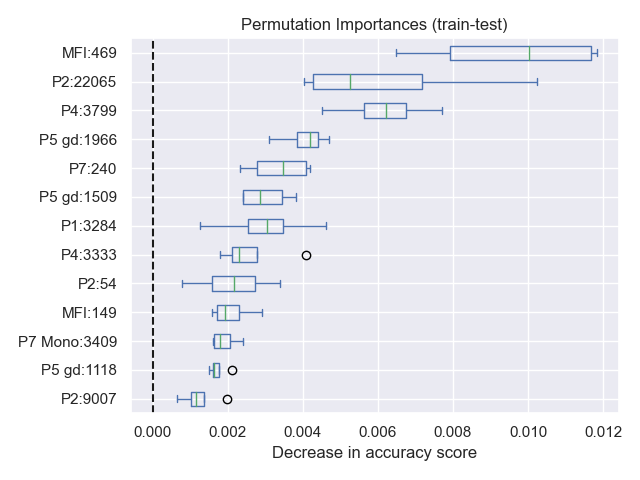 Permutation Importances (train-test)
MFI:469
P2:22065
P4:3799
P5 gd:1966
P7:240
P5 gd:1509
P1:3284
P4:3333
P2:54
MFI:149
P7 Mono:3409
P5 gd:1118
P2:9007
0.000 0.002 0.004 0.006 0.008 0.010 0.012
Decrease in accuracy score